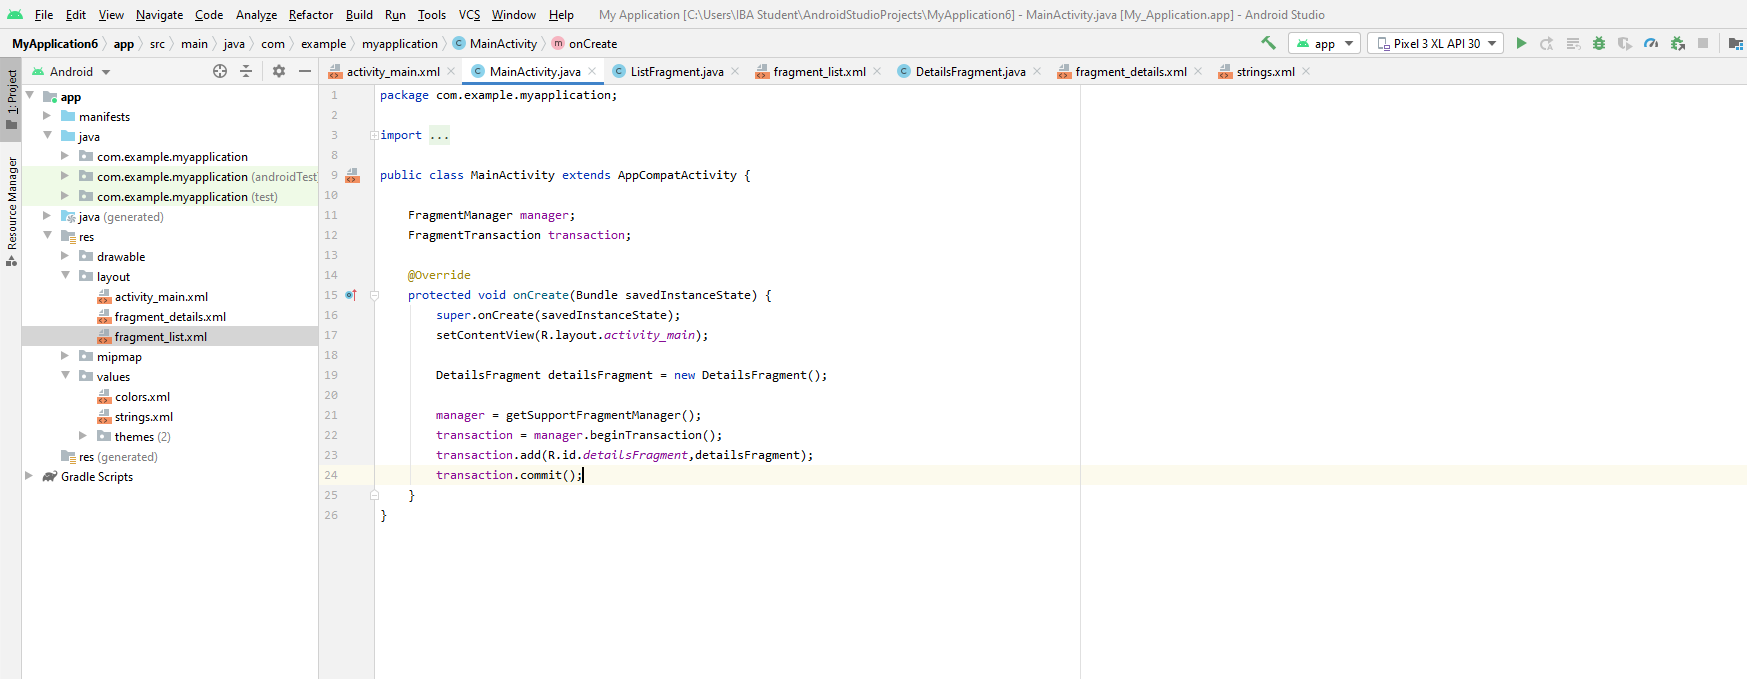 File Edit View Navigate Code Analyze Refactor Build Run Tools VCS Window Help My Application [C:\Users\IBA Student\AndroidStudioProjects\MyApplication6] - MainActivity.java [My_Application.app] - Android Studio
MyApplication6 app src main java com example myapplication MainActivity onCreate app Pixel 3 XL API 30
1: Project
Resource Manager
Android
activity_main.xml MainActivity.java ListFragment.java fragment_list.xml DetailsFragment.java fragment_details.xml strings.xml
app
manifests
java
com.example.myapplication
com.example.myapplication (androidTest)
com.example.myapplication (test)
java (generated)
res
drawable
layout
activity_main.xml
fragment_details.xml
fragment_list.xml
mipmap
values
colors.xml
strings.xml
themes (2)
res (generated)
Gradle Scripts
1 package com.example.myapplication;
2
3 import ...
8
9 public class MainActivity extends AppCompatActivity {
10
11 FragmentManager manager;
12 FragmentTransaction transaction;
13
14 @Override
15 protected void onCreate(Bundle savedInstanceState) {
16 super.onCreate(savedInstanceState);
17 setContentView(R.layout.activity_main);
18
19 DetailsFragment detailsFragment = new DetailsFragment();
20
21 manager = getSupportFragmentManager();
22 transaction = manager.beginTransaction();
23 transaction.add(R.id.detailsFragment,detailsFragment);
24 transaction.commit();
25 }
26 }